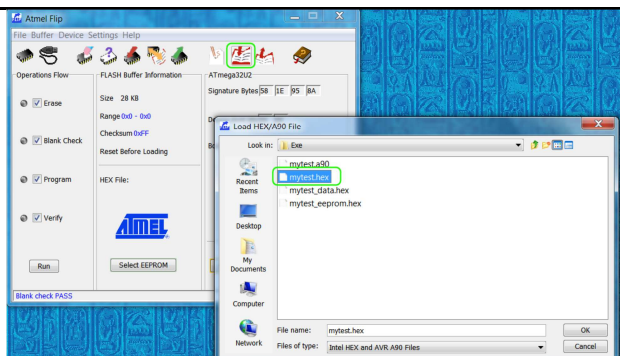 Atmel Flip
File Buffer Device Settings Help
Operations Flow
Erase
Blank Check
Program
Verify
Run
FLASH Buffer Information
Size 28 KB
Range 0x0 - 0x0
Checksum 0xFF
Reset Before Loading
HEX File:
ATMEL
Select EEPROM
ATmega32U2
Signature Bytes 58 1E 95 8A
Blank check PASS
Load HEX/A90 File
Look in: Exe
Recent Items
Desktop
My Documents
Computer
Network
mytest.a90
mytest.hex
mytest_data.hex
mytest_eeprom.hex
File name: mytest.hex
OK
Files of type: Intel HEX and AVR A90 Files
Cancel